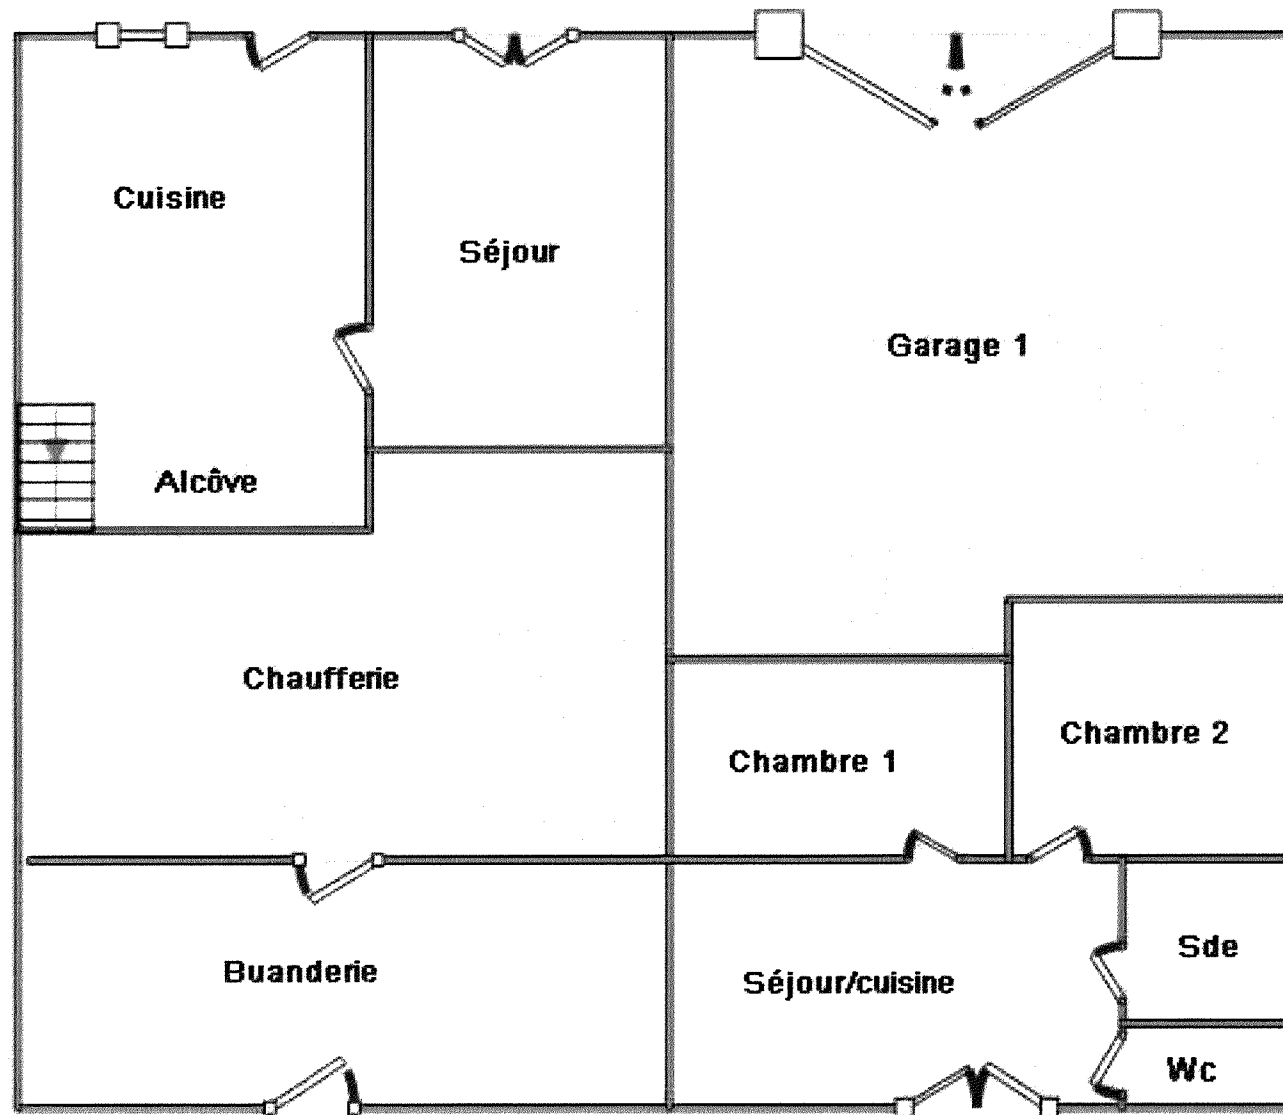 Cuisine
Séjour
Garage 1
Alcôve
Chaufferie
Chambre 1
Chambre 2
Buanderie
Séjour/cuisine
Sde
Wc